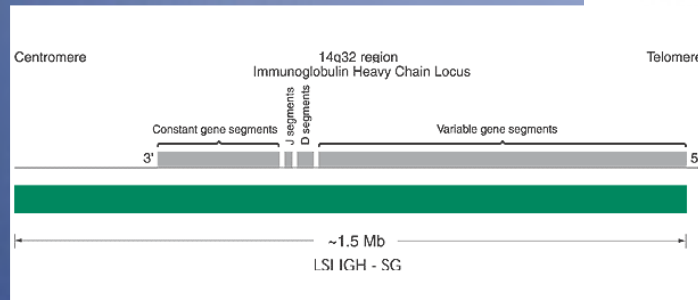 Centromere
14q32 region
Telomere
Immunoglobulin Heavy Chain Locus
J segments
D segments
Constant gene segments
Variable gene segments
3'
5'
~1.5 Mb
LSI IGH - SG